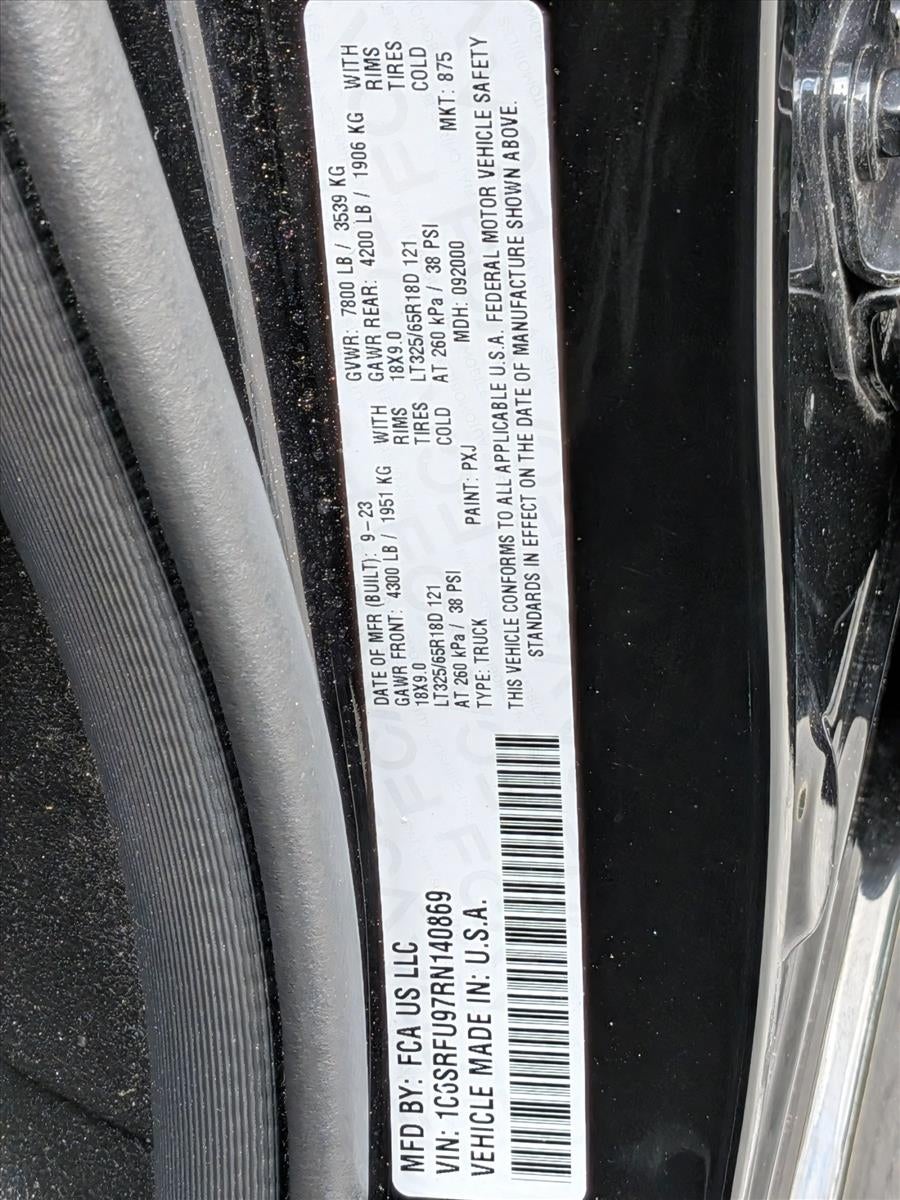 MFD BY: FCA US LLC
VIN: 1C6SRFU97RN140869
VEHICLE MADE IN: U.S.A.
DATE OF MFR (BUILT): 9-23 GVWR: 7800 LB / 3539 KG
GAWR FRONT: 4300 LB / 1951 KG WITH GAWR REAR: 4200 LB / 1906 KG WITH
18X9.0 RIMS 18X9.0 RIMS
LT325/65R18D 121 TIRES LT325/65R18D 121 TIRES
AT 260 kPa / 38 PSI COLD AT 260 kPa / 38 PSI COLD
TYPE: TRUCK PAINT: PXJ MDH: 092000 MKT: 875
THIS VEHICLE CONFORMS TO ALL APPLICABLE U.S.A. FEDERAL MOTOR VEHICLE SAFETY
STANDARDS IN EFFECT ON THE DATE OF MANUFACTURE SHOWN ABOVE.